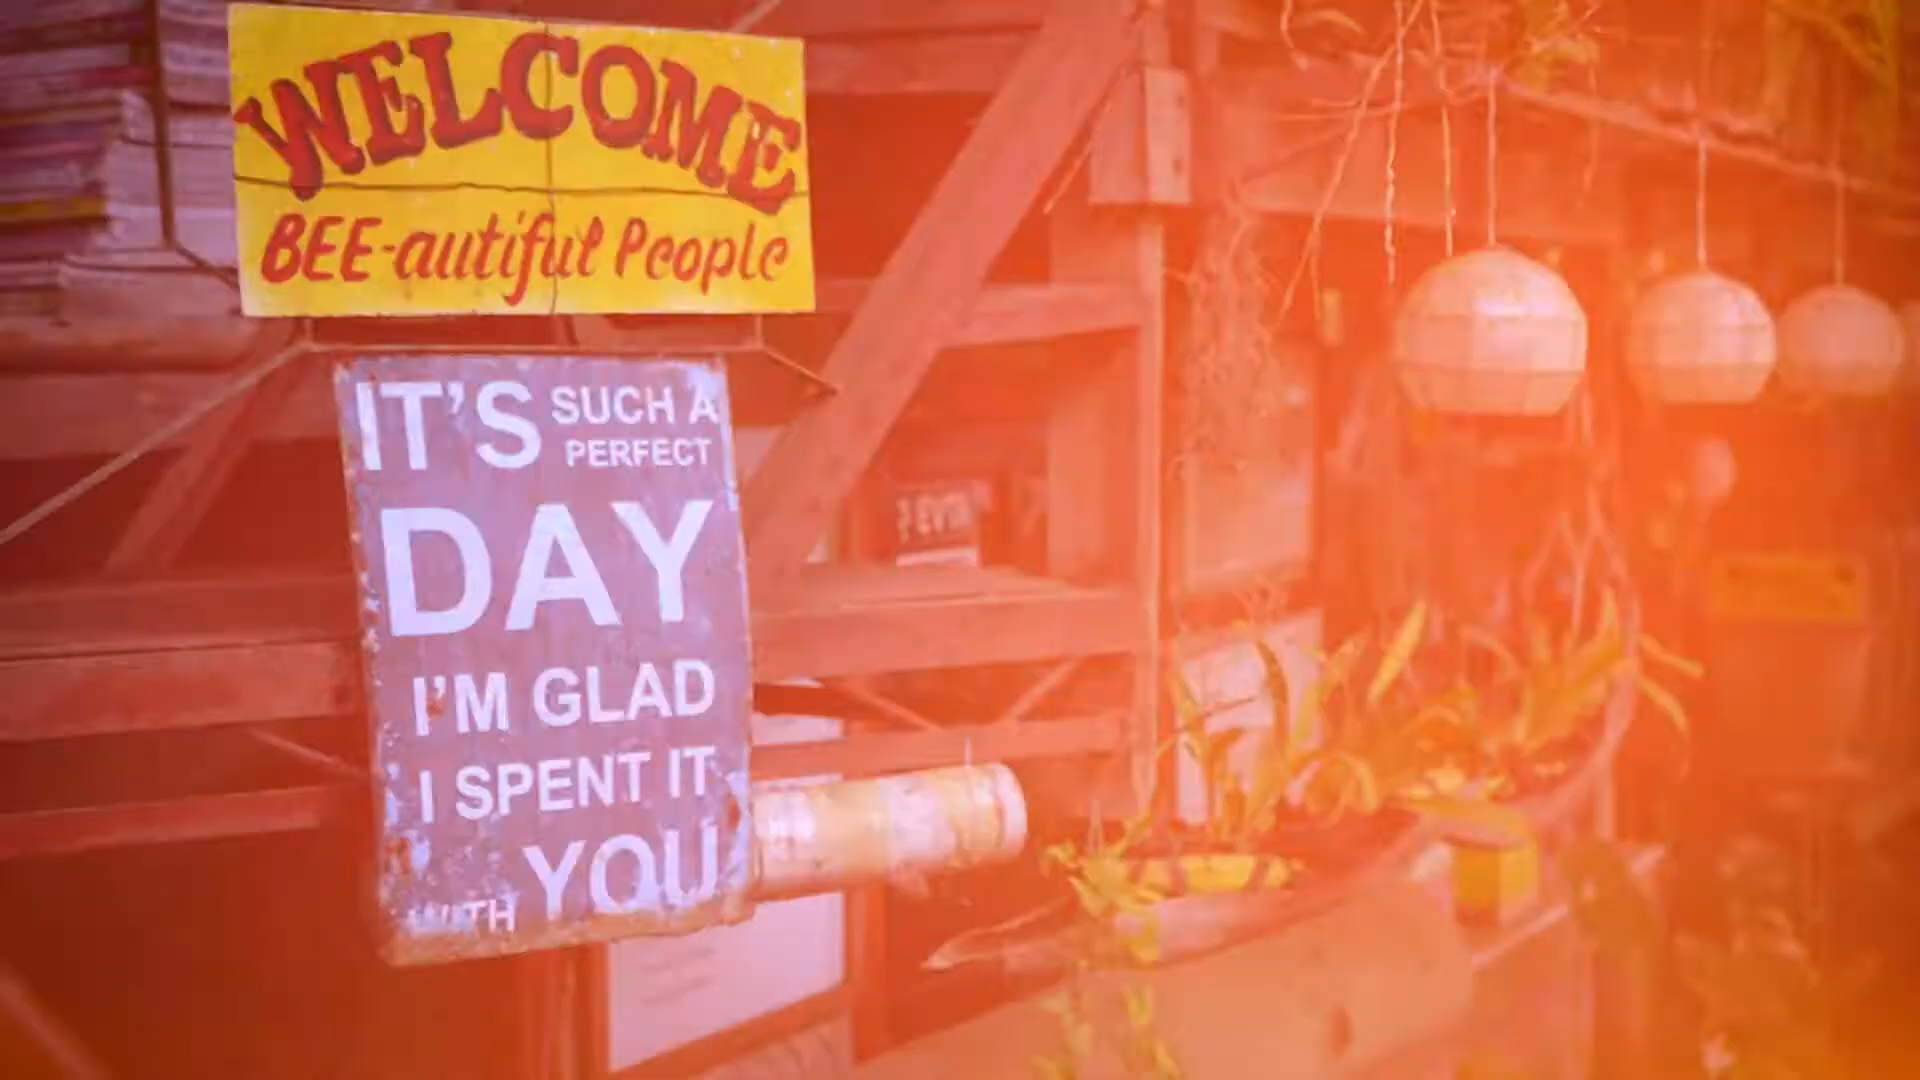 WELCOME
BEE-autiful People
IT'S SUCH A
PERFECT
DAY
I'M GLAD
I SPENT IT
WITH YOU